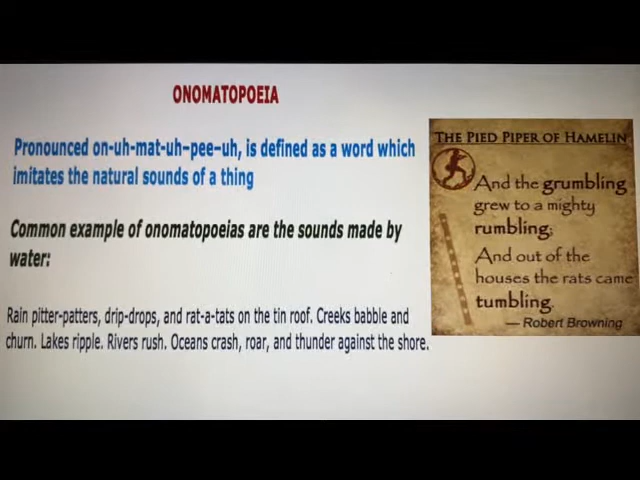 ONOMATOPOEIA
Pronounced on-uh-mat-uh–pee-uh, is defined as a word which
imitates the natural sounds of a thing
Common example of onomatopoeias are the sounds made by
water:
Rain pitter-patters, drip-drops, and rat-a-tats on the tin roof. Creeks babble and
churn. Lakes ripple. Rivers rush. Oceans crash, roar, and thunder against the shore.
THE PIED PIPER OF HAMELIN
And the grumbling
grew to a mighty
rumbling;
And out of the
houses the rats came
tumbling.
— Robert Browning